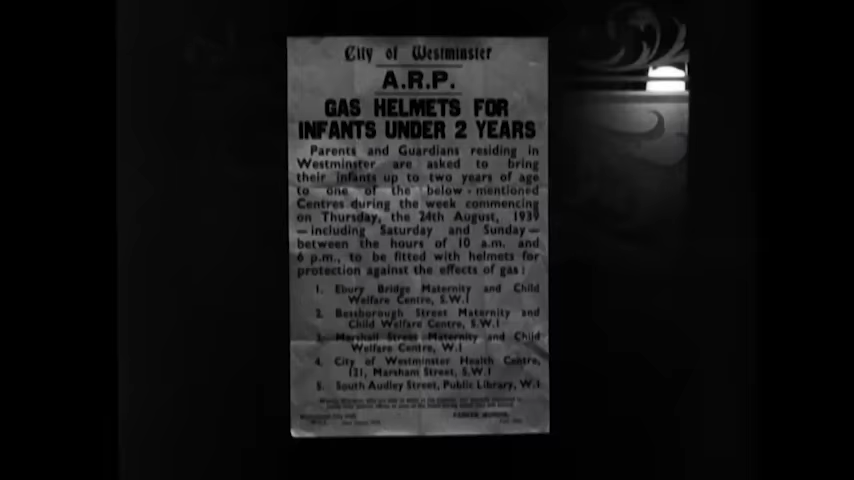 City of Westminster
A.R.P.
GAS HELMETS FOR
INFANTS UNDER 2 YEARS
Parents and Guardians residing in
Westminster are asked to bring
their infants up to two years of age
to one of the below-mentioned
Centres during the week commencing
on Thursday, the 24th August, 1939
—including Saturday and Sunday—
between the hours of 10 a.m. and
6 p.m., to be fitted with helmets for
protection against the effects of gas:
1. Ebury Bridge Maternity and Child
Welfare Centre, S.W.1
2. Bessborough Street Maternity and
Child Welfare Centre, S.W.1
3. Marshall Street Maternity and Child
Welfare Centre, W.1
4. City of Westminster Health Centre,
121, Marsham Street, S.W.1
5. South Audley Street, Public Library, W.1